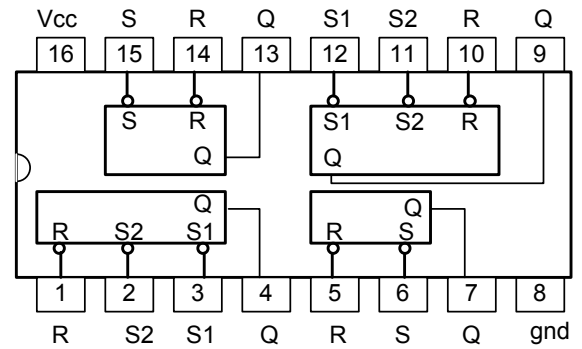 Vcc S R Q S1 S2 R Q
16 15 14 13 12 11 10 9
S R S1 S2 R
Q Q
Q Q
R S2 S1 R S
1 2 3 4 5 6 7 8
R S2 S1 Q R S Q gnd